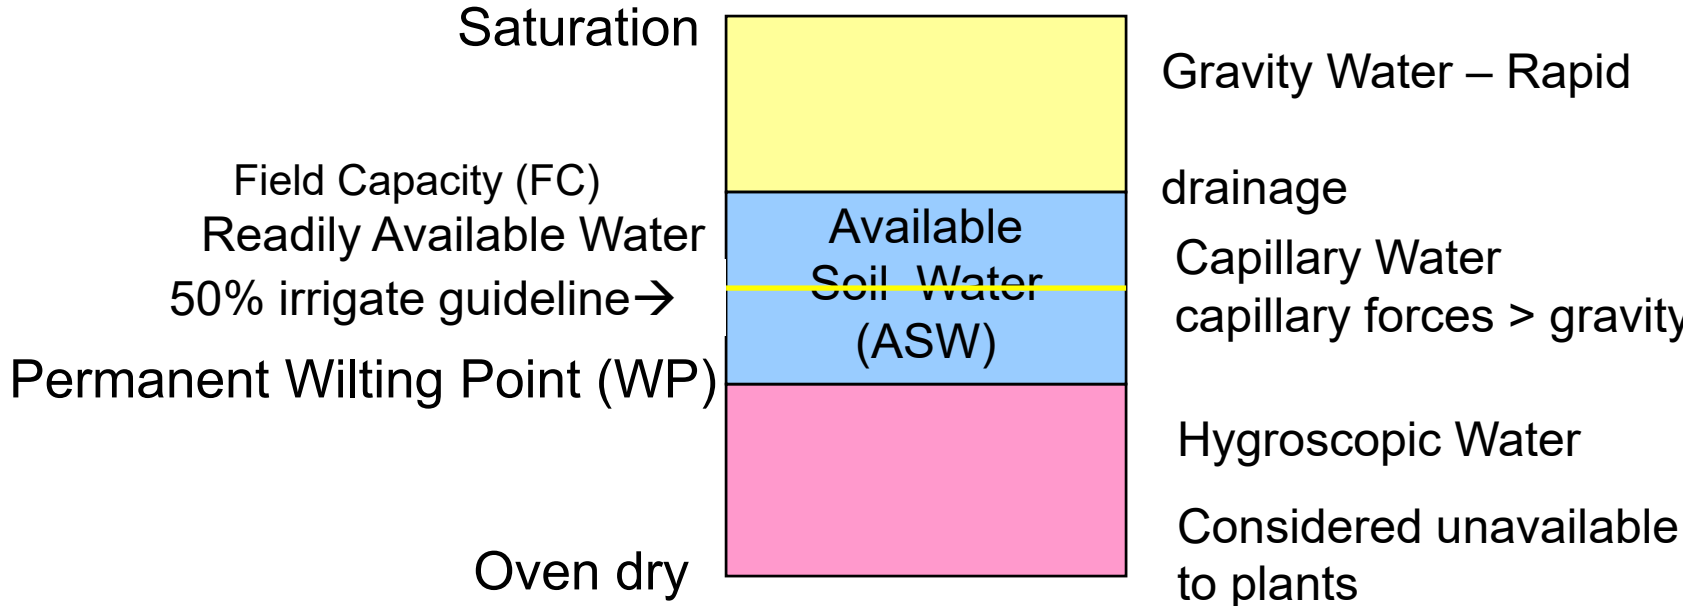 Saturation
Gravity Water – Rapid
drainage
Field Capacity (FC)
Readily Available Water
50% irrigate guideline→
Available
Soil Water
(ASW)
Capillary Water
capillary forces > gravity
Permanent Wilting Point (WP)
Hygroscopic Water
Considered unavailable
to plants
Oven dry